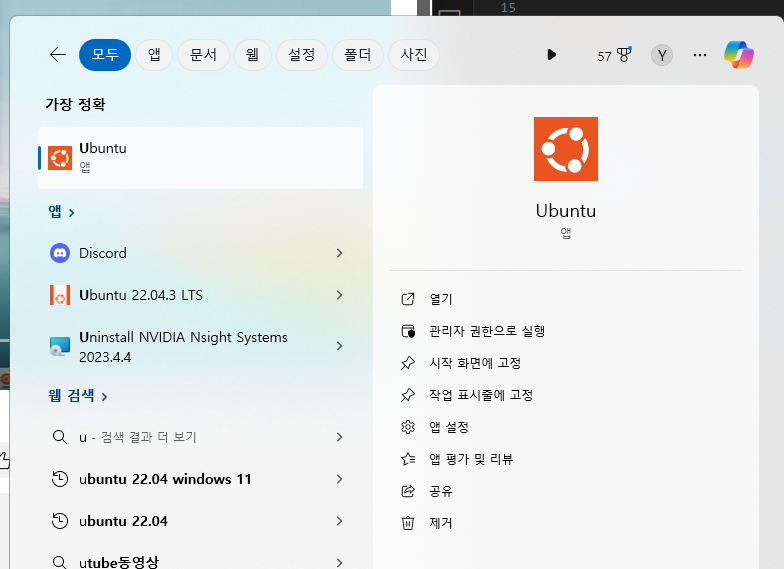 15
모두
앱
문서
웹
설정
폴더
사진
57
Y
가장 정확
Ubuntu
앱
앱
Discord
Ubuntu 22.04.3 LTS
Uninstall NVIDIA Nsight Systems
2023.4.4
웹 검색
u - 검색 결과 더 보기
ubuntu 22.04 windows 11
ubuntu 22.04
utube동영상
Ubuntu
앱
열기
관리자 권한으로 실행
시작 화면에 고정
작업 표시줄에 고정
앱 설정
앱 평가 및 리뷰
공유
제거